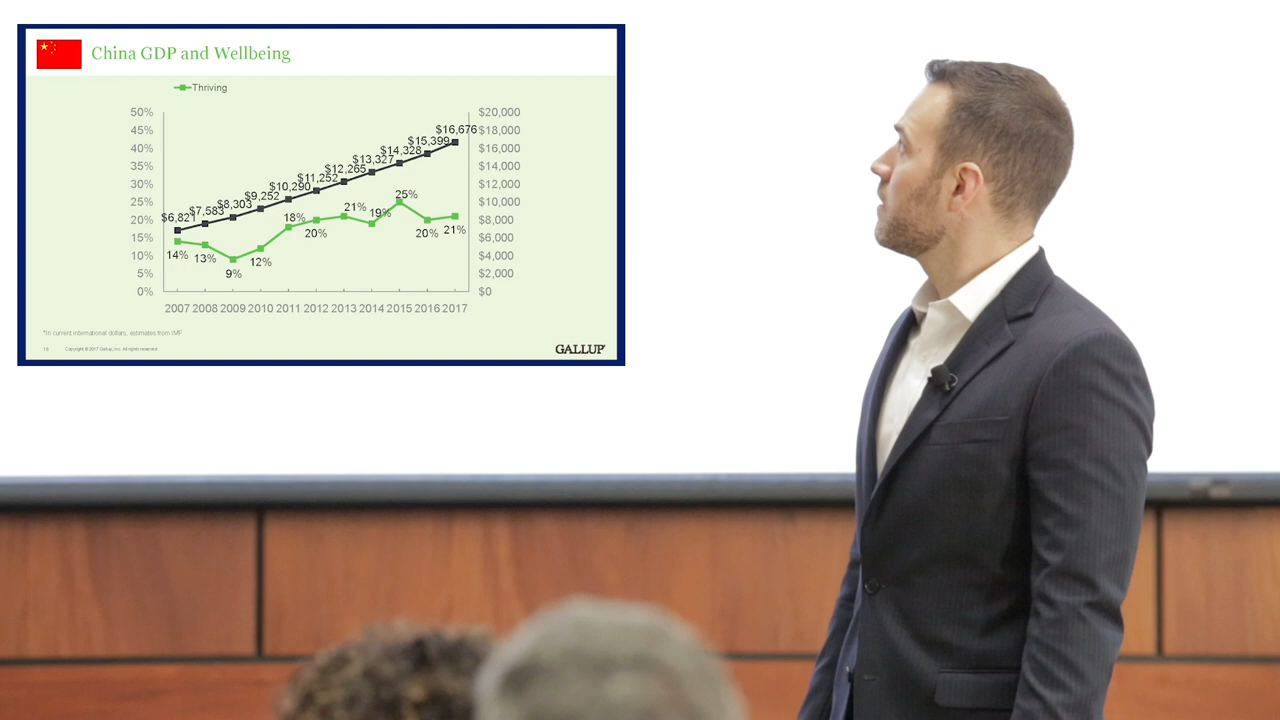 China GDP and Wellbeing
Thriving
50% $20,000
45% $18,000
40% $16,000
35% $14,000
30% $12,000
25% $10,000
20% $8,000
15% $6,000
10% $4,000
5% $2,000
0% $0
$6,821 $7,583 $8,303 $9,252 $10,290 $11,252 $12,265 $13,327 $14,328 $15,399 $16,676
14% 13% 9% 12% 18% 20% 21% 19% 25% 20% 21%
2007 2008 2009 2010 2011 2012 2013 2014 2015 2016 2017
*In current international dollars, estimates from IMF
Copyright © 2017 Gallup, Inc. All rights reserved.
GALLUP